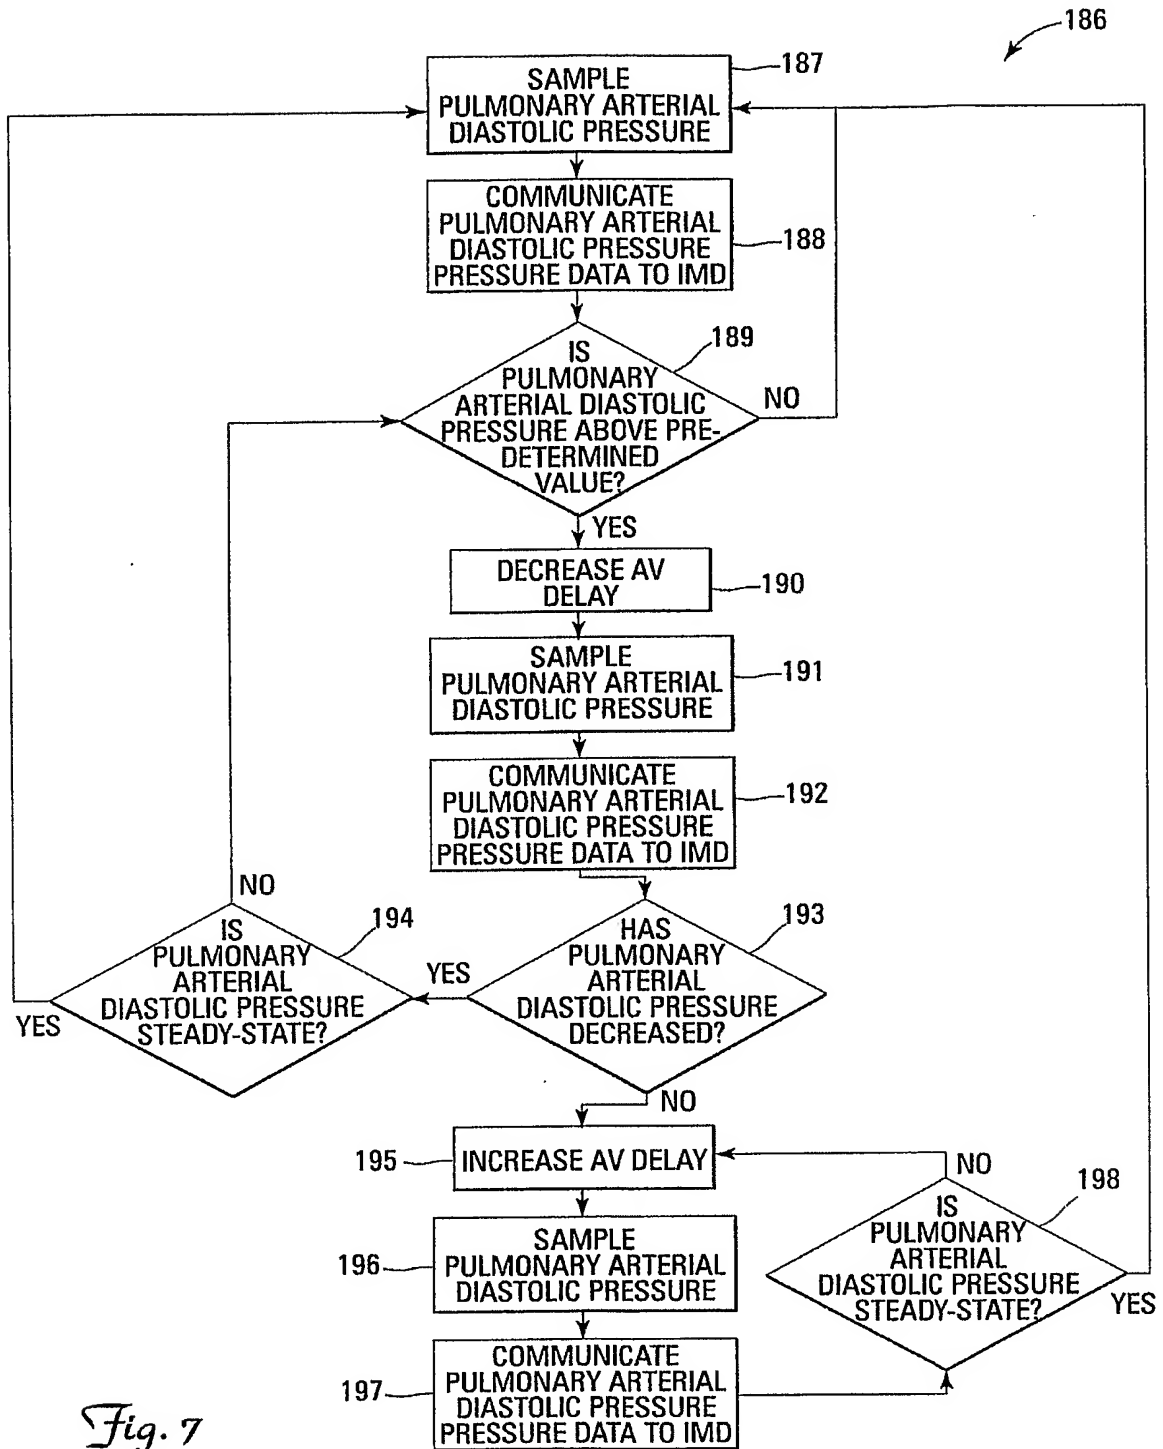 186
SAMPLE
PULMONARY ARTERIAL
DIASTOLIC PRESSURE
187
COMMUNICATE
PULMONARY ARTERIAL
DIASTOLIC PRESSURE
PRESSURE DATA TO IMD
188
IS
PULMONARY
ARTERIAL DIASTOLIC
PRESSURE ABOVE PRE-
DETERMINED
VALUE?
189
NO
YES
DECREASE AV
DELAY
190
SAMPLE
PULMONARY ARTERIAL
DIASTOLIC PRESSURE
191
COMMUNICATE
PULMONARY ARTERIAL
DIASTOLIC PRESSURE
PRESSURE DATA TO IMD
192
HAS
PULMONARY
ARTERIAL
DIASTOLIC PRESSURE
DECREASED?
193
YES
NO
IS
PULMONARY
ARTERIAL
DIASTOLIC PRESSURE
STEADY-STATE?
194
NO
YES
INCREASE AV DELAY
195
SAMPLE
PULMONARY ARTERIAL
DIASTOLIC PRESSURE
196
COMMUNICATE
PULMONARY ARTERIAL
DIASTOLIC PRESSURE
PRESSURE DATA TO IMD
197
IS
PULMONARY
ARTERIAL
DIASTOLIC PRESSURE
STEADY-STATE?
198
NO
YES
Fig. 7